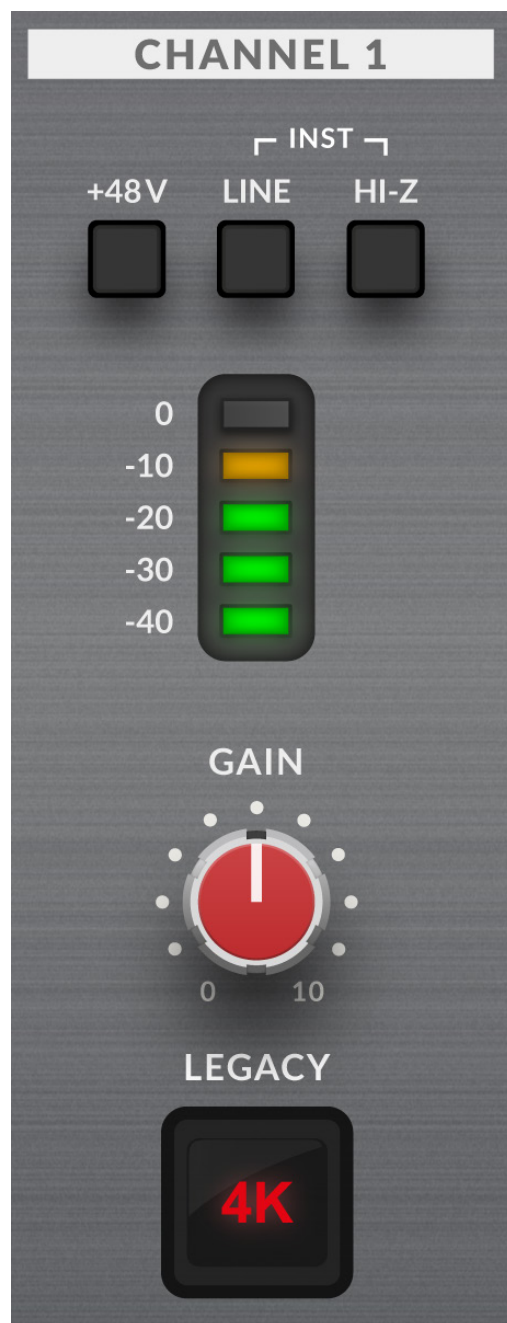 CHANNEL 1
INST
+48V LINE HI-Z
0
-10
-20
-30
-40
GAIN
0 10
LEGACY
4K